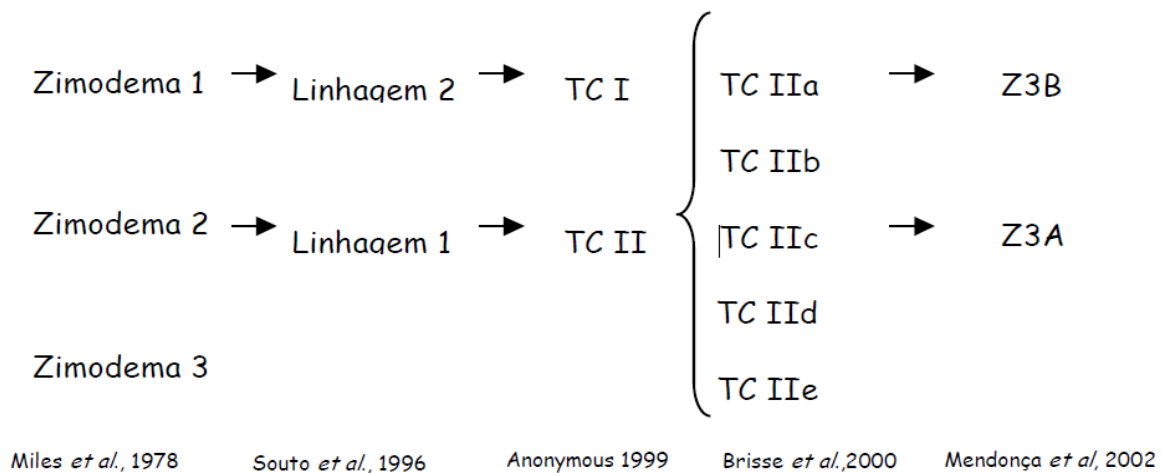 Zimodema 1 → Linhagem 2 → TC I
TC IIa → Z3B
TC IIb
Zimodema 2 → Linhagem 1 → TC II
TC IIc → Z3A
TC IId
Zimodema 3
TC IIe
Miles et al., 1978 Souto et al., 1996 Anonymous 1999 Brisse et al.,2000 Mendonça et al, 2002